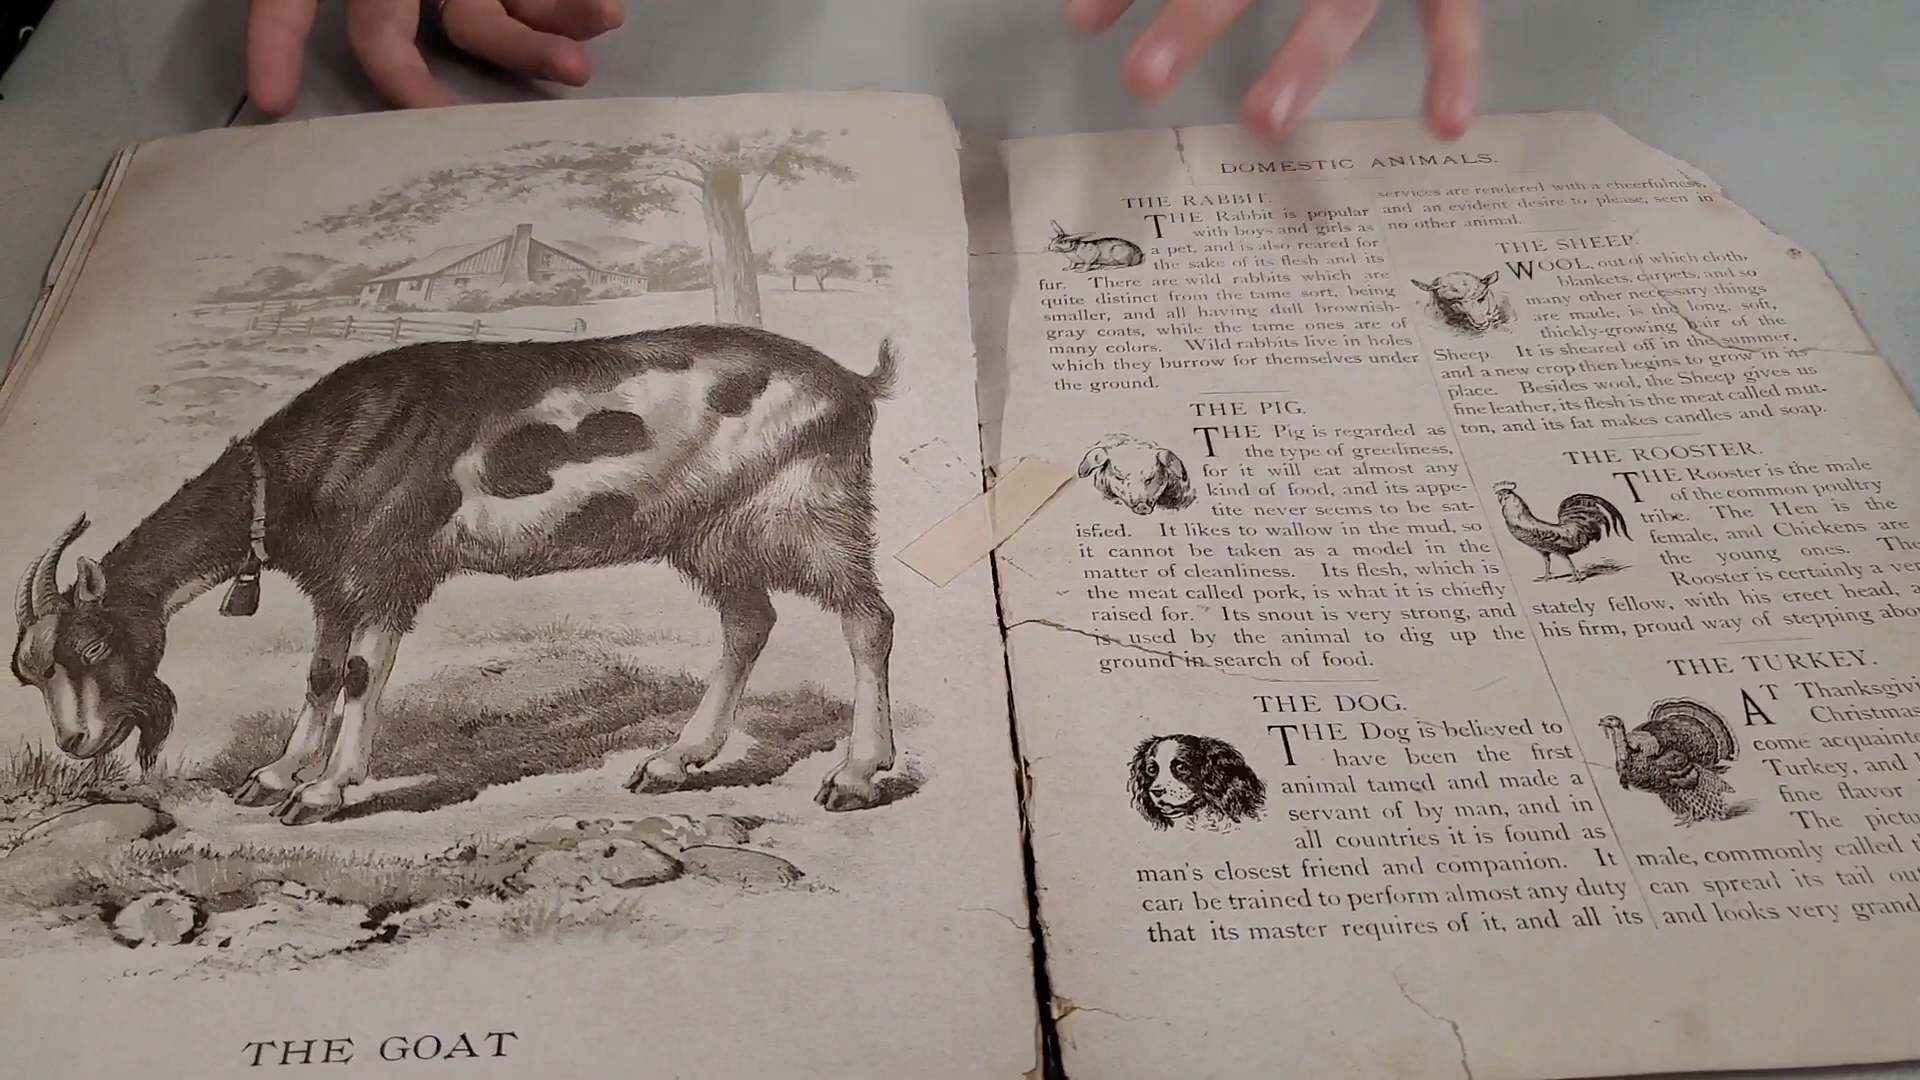 THE GOAT
DOMESTIC ANIMALS.
THE RABBIT.
THE Rabbit is popular
with boys and girls as
a pet, and is also reared for
the sake of its flesh and its
fur. There are wild rabbits which are
quite distinct from the tame sort, being
smaller, and all having dull brownish-
gray coats, while the tame ones are of
many colors. Wild rabbits live in holes
which they burrow for themselves under
the ground.
THE PIG.
THE Pig is regarded as
the type of greediness,
for it will eat almost any
kind of food, and its appe-
tite never seems to be sat-
isfied. It likes to wallow in the mud, so
it cannot be taken as a model in the
matter of cleanliness. Its flesh, which is
the meat called pork, is what it is chiefly
raised for. Its snout is very strong, and
is used by the animal to dig up the
ground in search of food.
THE DOG.
THE Dog is believed to
have been the first
animal tamed and made a
servant of by man, and in
all countries it is found as
man's closest friend and companion. It
can be trained to perform almost any duty
that its master requires of it, and all its
services are rendered with a cheerfulness,
and an evident desire to please, seen in
no other animal.
THE SHEEP.
WOOL, out of which cloth,
blankets, carpets, and so
many other necessary things
are made, is the long, soft,
thickly-growing hair of the
Sheep. It is sheared off in the summer,
and a new crop then begins to grow in its
place. Besides wool, the Sheep gives us
fine leather, its flesh is the meat called mut-
ton, and its fat makes candles and soap.
THE ROOSTER.
THE Rooster is the male
of the common poultry
tribe. The Hen is the
female, and Chickens are
the young ones. The
Rooster is certainly a
stately fellow, with his erect head,
his firm, proud way of stepping
THE TURKEY.
AT
Christmas
come
Turkey, and
fine flavor
The
male, commonly called
can spread its tail
and looks very grand